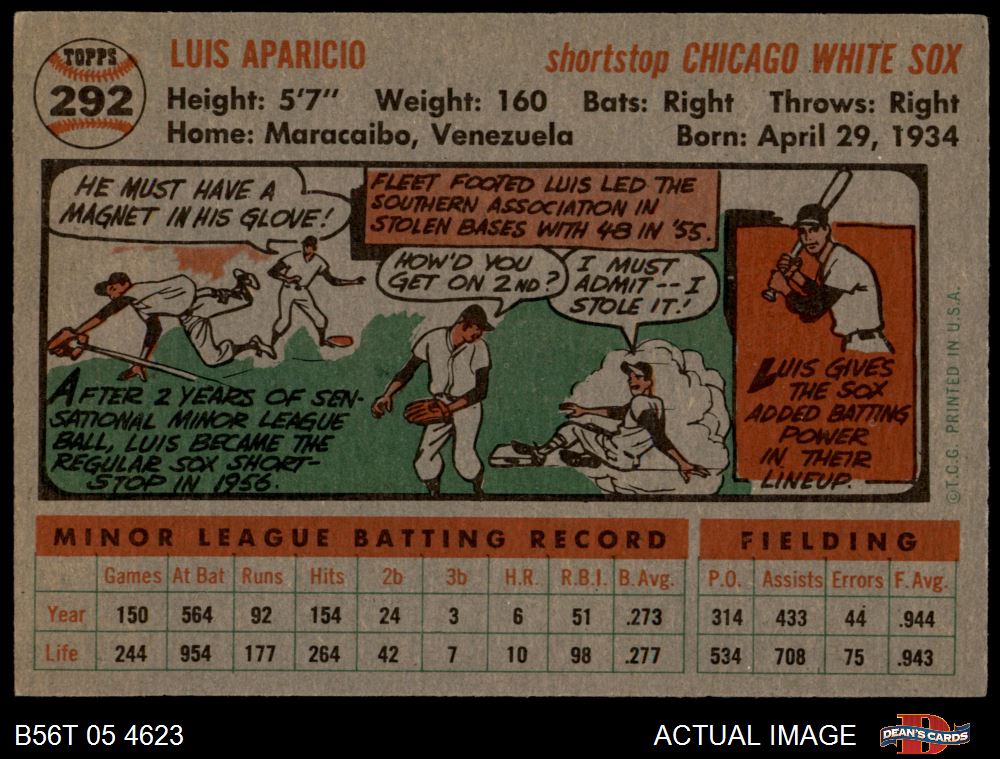 TOPPS
292
LUIS APARICIO
shortstop CHICAGO WHITE SOX
Height: 5'7" Weight: 160 Bats: Right Throws: Right
Home: Maracaibo, Venezuela Born: April 29, 1934
HE MUST HAVE A
MAGNET IN HIS GLOVE!
FLEET FOOTED LUIS LED THE
SOUTHERN ASSOCIATION IN
STOLEN BASES WITH 48 IN '55.
HOW'D YOU
GET ON 2ND?
I MUST
ADMIT -- I
STOLE IT!
AFTER 2 YEARS OF SEN-
SATIONAL MINOR LEAGUE
BALL, LUIS BECAME THE
REGULAR SOX SHORT-
STOP IN 1956.
LUIS GIVES
THE SOX
ADDED BATTING
POWER
IN THEIR
LINEUP.
©T.C.G. PRINTED IN U.S.A.
MINOR LEAGUE BATTING RECORD FIELDING
Games At Bat Runs Hits 2b 3b H.R. R.B.I. B.Avg. P.O. Assists Errors F.Avg.
Year 150 564 92 154 24 3 6 51 .273 314 433 44 .944
Life 244 954 177 264 42 7 10 98 .277 534 708 75 .943
B56T 05 4623 ACTUAL IMAGE
DEAN'S CARDS